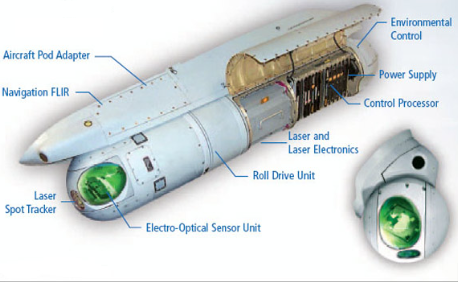 Environmental
Control
Aircraft Pod Adapter
Power Supply
Navigation FLIR
Control Processor
Laser and
Laser Electronics
Roll Drive Unit
Laser
Spot Tracker
Electro-Optical Sensor Unit